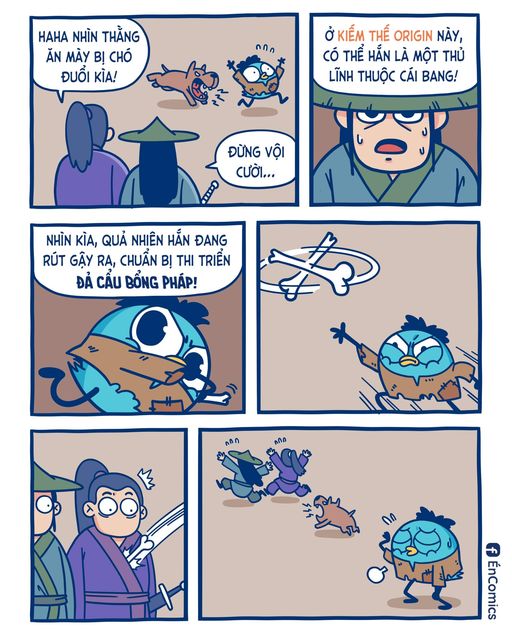 HAHA NHÌN THẰNG
ĂN MÀY BỊ CHÓ
ĐUỔI KÌA!
ĐỪNG VỘI
CƯỜI...
Ở KIẾM THẾ ORIGIN NÀY,
CÓ THỂ HẮN LÀ MỘT THỦ
LĨNH THUỘC CÁI BANG!
NHÌN KÌA, QUẢ NHIÊN HẮN ĐANG
RÚT GẬY RA, CHUẨN BỊ THI TRIỂN
ĐẢ CẨU BỔNG PHÁP!
ÉnComics